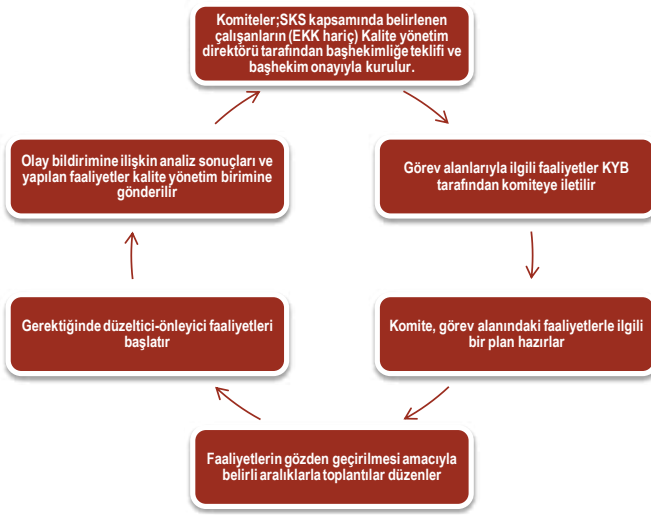 Komiteler;SKS kapsamında belirlenen
çalışanların (EKK hariç) Kalite yönetim
direktörü tarafından başhekimliğe teklifi ve
başhekim onayıyla kurulur.
Görev alanlarıyla ilgili faaliyetler KYB
tarafından komiteye iletilir
Komite, görev alanındaki faaliyetlerle ilgili
bir plan hazırlar
Faaliyetlerin gözden geçirilmesi amacıyla
belirli aralıklarla toplantılar düzenler
Gerektiğinde düzeltici-önleyici faaliyetleri
başlatır
Olay bildirimine ilişkin analiz sonuçları ve
yapılan faaliyetler kalite yönetim birimine
gönderilir